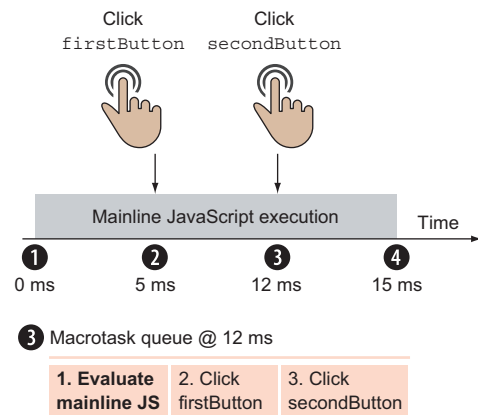 Click
firstButton
Click
secondButton
Mainline JavaScript execution
Time
1
2
3
4
0 ms
5 ms
12 ms
15 ms
3 Macrotask queue @ 12 ms
1. Evaluate
mainline JS
2. Click
firstButton
3. Click
secondButton